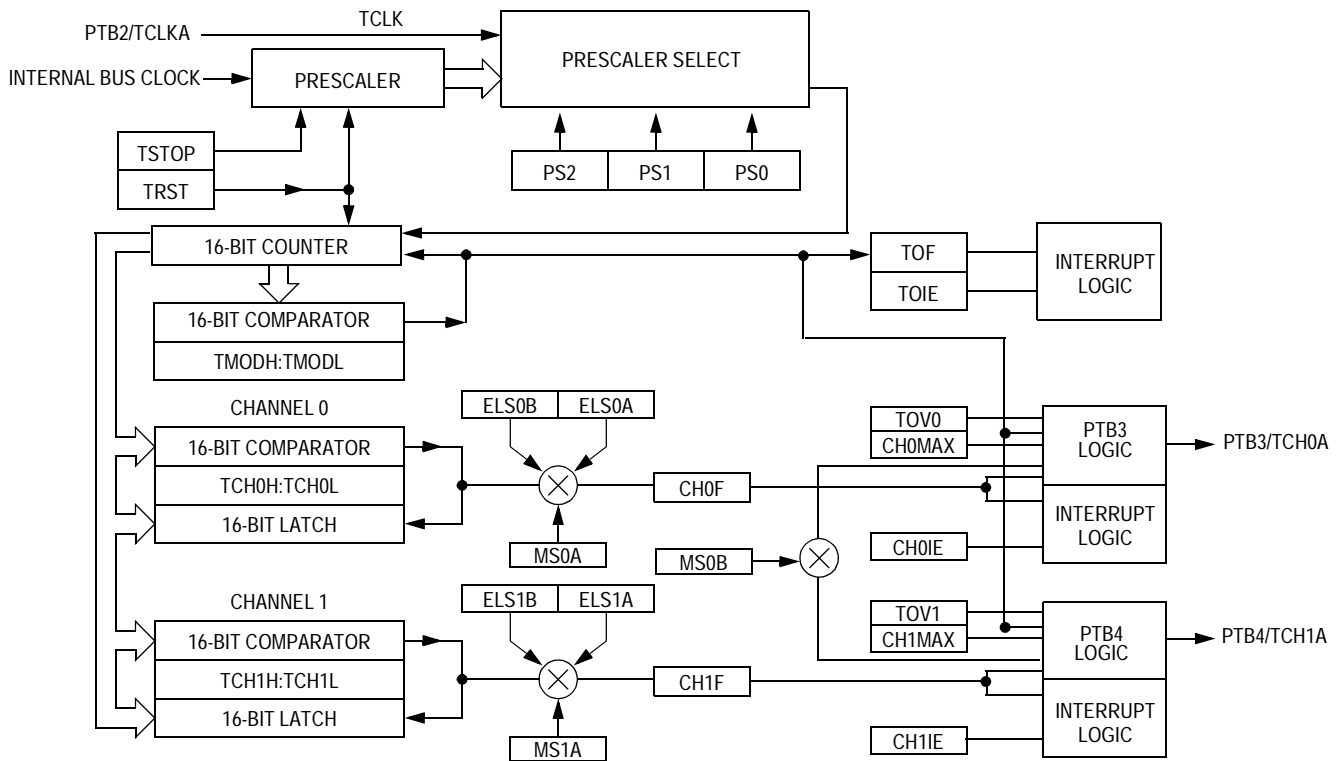 TCLK
PTB2/TCLKA
PRESCALER SELECT
INTERNAL BUS CLOCK
PRESCALER
TSTOP
TRST
PS2
PS1
PS0
16-BIT COUNTER
TOF
TOIE
INTERRUPT
LOGIC
16-BIT COMPARATOR
TMODH:TMODL
CHANNEL 0
ELS0B
ELS0A
TOV0
CH0MAX
PTB3
LOGIC
PTB3/TCH0A
16-BIT COMPARATOR
TCH0H:TCH0L
16-BIT LATCH
CH0F
MS0A
INTERRUPT
LOGIC
CH0IE
MS0B
CHANNEL 1
ELS1B
ELS1A
TOV1
CH1MAX
PTB4
LOGIC
PTB4/TCH1A
16-BIT COMPARATOR
TCH1H:TCH1L
16-BIT LATCH
CH1F
MS1A
INTERRUPT
LOGIC
CH1IE